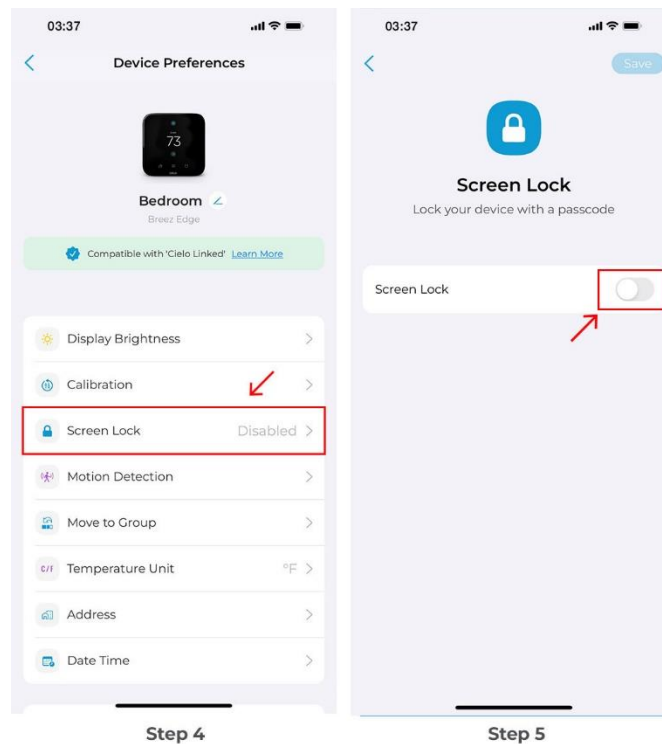 03:37
Device Preferences
73
Bedroom
Breez Edge
Compatible with 'Cielo Linked' Learn More
Display Brightness
Calibration
Screen Lock Disabled
Motion Detection
Move to Group
C/F Temperature Unit °F
Address
Date Time
Step 4
03:37
Save
Screen Lock
Lock your device with a passcode
Screen Lock
Step 5